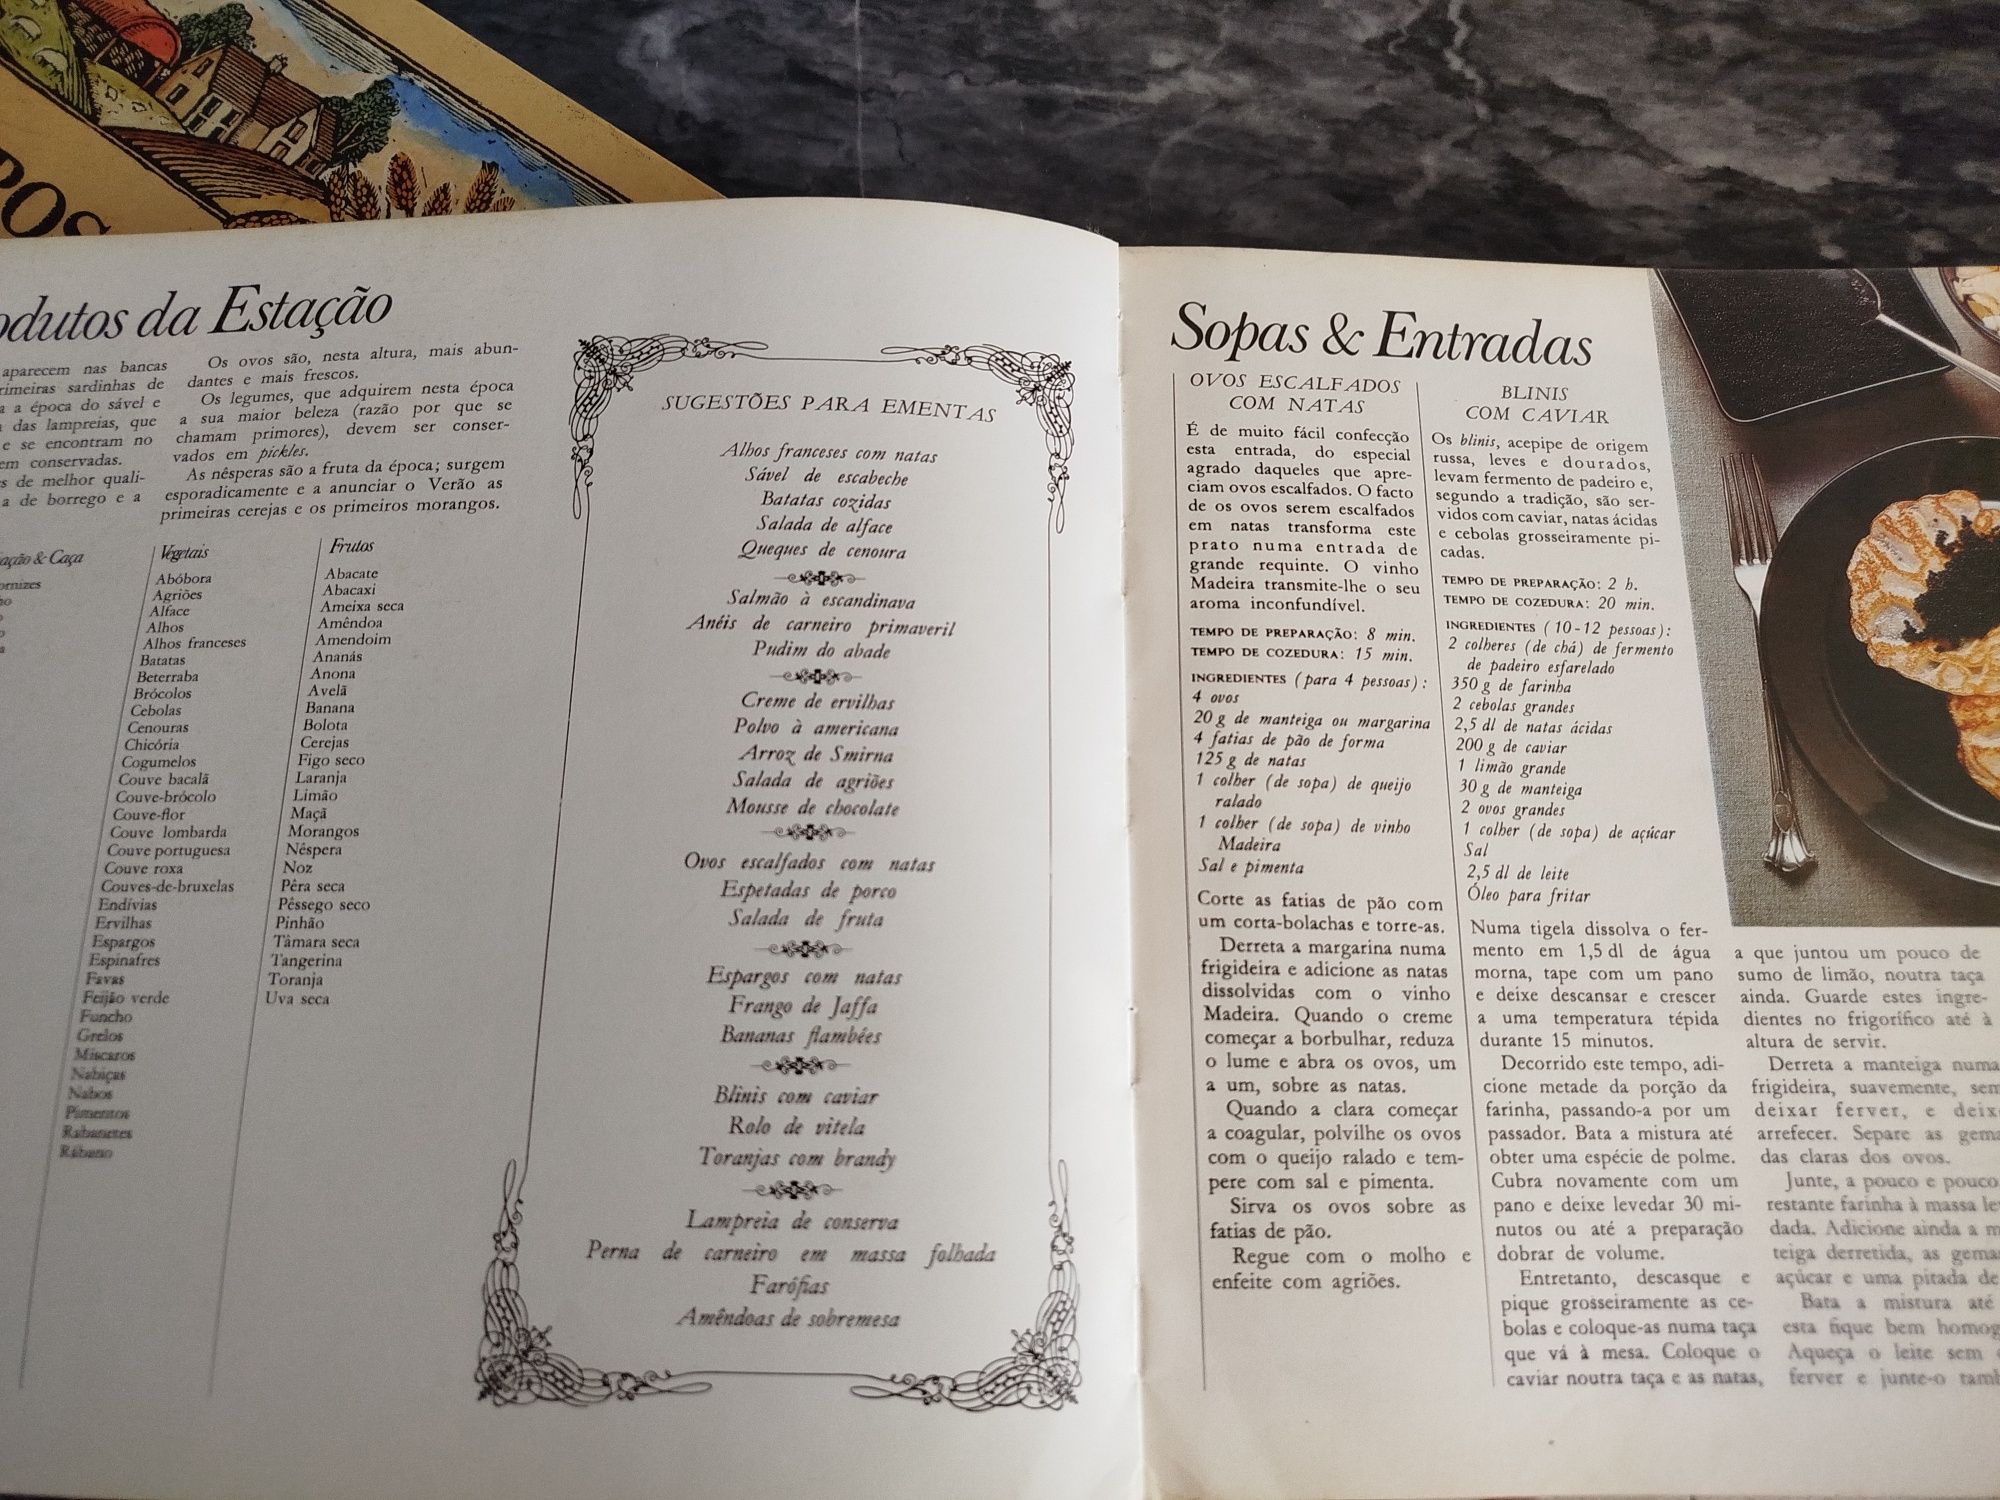 POS
odutos da Estação
aparecem nas bancas
rimeiras sardinhas de
a a época do sável e
das lampreias, que
e se encontram no
em conservadas.
s de melhor quali-
a de borrego e a
Os ovos são, nesta altura, mais abun-
dantes e mais frescos.
Os legumes, que adquirem nesta época
a sua maior beleza (razão por que se
chamam primores), devem ser conser-
vados em pickles.
As nêsperas são a fruta da época; surgem
esporadicamente e a anunciar o Verão as
primeiras cerejas e os primeiros morangos.
ação & Caça
ornizes
Vegetais
Abóbora
Agriões
Alface
Alhos
Alhos franceses
Batatas
Beterraba
Brócolos
Cebolas
Cenouras
Chicória
Cogumelos
Couve bacalã
Couve-brócolo
Couve-flor
Couve lombarda
Couve portuguesa
Couve roxa
Couves-de-bruxelas
Endívias
Ervilhas
Espargos
Espinafres
Favas
Feijão verde
Funcho
Grelos
Míscaros
Nabiças
Nabos
Pimentos
Rabanetes
Rábano
Frutos
Abacate
Abacaxi
Ameixa seca
Amêndoa
Amendoim
Ananás
Anona
Avelã
Banana
Bolota
Cerejas
Figo seco
Laranja
Limão
Maçã
Morangos
Nêspera
Noz
Pêra seca
Pêssego seco
Pinhão
Tâmara seca
Tangerina
Toranja
Uva seca
SUGESTÕES PARA EMENTAS
Alhos franceses com natas
Sável de escabeche
Batatas cozidas
Salada de alface
Queques de cenoura
Salmão à escandinava
Anéis de carneiro primaveril
Pudim do abade
Creme de ervilhas
Polvo à americana
Arroz de Smirna
Salada de agriões
Mousse de chocolate
Ovos escalfados com natas
Espetadas de porco
Salada de fruta
Espargos com natas
Frango de Jaffa
Bananas flambées
Blinis com caviar
Rolo de vitela
Toranjas com brandy
Lampreia de conserva
Perna de carneiro em massa folhada
Farófias
Amêndoas de sobremesa
Sopas & Entradas
OVOS ESCALFADOS
COM NATAS
É de muito fácil confecção
esta entrada, do especial
agrado daqueles que apre-
ciam ovos escalfados. O facto
de os ovos serem escalfados
em natas transforma este
prato numa entrada de
grande requinte. O vinho
Madeira transmite-lhe o seu
aroma inconfundível.
TEMPO DE PREPARAÇÃO: 8 min.
TEMPO DE COZEDURA: 15 min.
INGREDIENTES (para 4 pessoas):
4 ovos
20 g de manteiga ou margarina
4 fatias de pão de forma
125 g de natas
1 colher (de sopa) de queijo
ralado
1 colher (de sopa) de vinho
Madeira
Sal e pimenta
Corte as fatias de pão com
um corta-bolachas e torre-as.
Derreta a margarina numa
frigideira e adicione as natas
dissolvidas com o vinho
Madeira. Quando o creme
começar a borbulhar, reduza
o lume e abra os ovos, um
a um, sobre as natas.
Quando a clara começar
a coagular, polvilhe os ovos
com o queijo ralado e tem-
pere com sal e pimenta.
Sirva os ovos sobre as
fatias de pão.
Regue com o molho e
enfeite com agriões.
BLINIS
COM CAVIAR
Os blinis, acepipe de origem
russa, leves e dourados,
levam fermento de padeiro e,
segundo a tradição, são ser-
vidos com caviar, natas ácidas
e cebolas grosseiramente pi-
cadas.
TEMPO DE PREPARAÇÃO: 2 h.
TEMPO DE COZEDURA: 20 min.
INGREDIENTES (10-12 pessoas):
2 colheres (de chá) de fermento
de padeiro esfarelado
350 g de farinha
2 cebolas grandes
2,5 dl de natas ácidas
200 g de caviar
1 limão grande
30 g de manteiga
2 ovos grandes
1 colher (de sopa) de açúcar
Sal
2,5 dl de leite
Óleo para fritar
Numa tigela dissolva o fer-
mento em 1,5 dl de água
morna, tape com um pano
e deixe descansar e crescer
a uma temperatura tépida
durante 15 minutos.
Decorrido este tempo, adi-
cione metade da porção da
farinha, passando-a por um
passador. Bata a mistura até
obter uma espécie de polme.
Cubra novamente com um
pano e deixe levedar 30 mi-
nutos ou até a preparação
dobrar de volume.
Entretanto, descasque e
pique grosseiramente as ce-
bolas e coloque-as numa taça
que vá à mesa. Coloque o
caviar noutra taça e as natas,
a que juntou um pouco de
sumo de limão, noutra taça
ainda. Guarde estes ingre-
dientes no frigorífico até à
altura de servir.
Derreta a manteiga numa
frigideira, suavemente, sem
deixar ferver, e deix
arrefecer. Separe as gema
das claras dos ovos.
Junte, a pouco e pouco
restante farinha à massa le
dada. Adicione ainda a m
teiga derretida, as gema
açúcar e uma pitada de
Bata a mistura até
esta fique bem homog
Aqueça o leite sem
ferver e junte-o tam